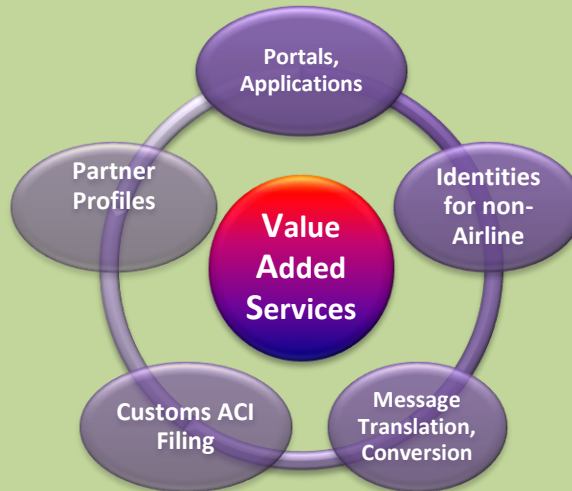 Portals,
Applications
Identities
for non-
Airline
Message
Translation,
Conversion
Customs ACI
Filing
Partner
Profiles
Value
Added
Services